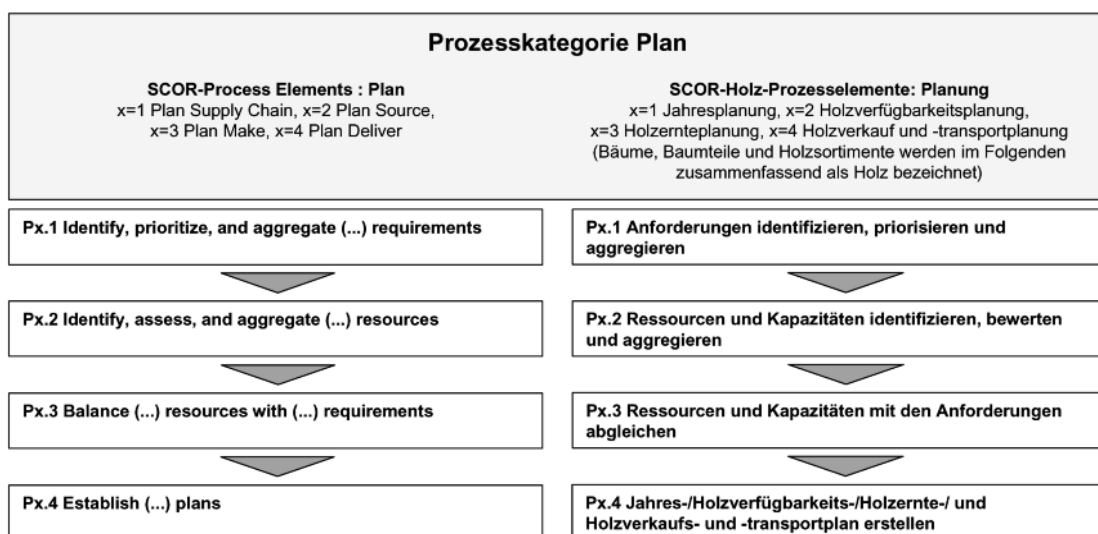 Prozesskategorie Plan
SCOR-Process Elements : Plan
x=1 Plan Supply Chain, x=2 Plan Source,
x=3 Plan Make, x=4 Plan Deliver
SCOR-Holz-Prozesselemente: Planung
x=1 Jahresplanung, x=2 Holzverfügbarkeitsplanung,
x=3 Holzernteplanung, x=4 Holzverkauf und -transportplanung
(Bäume, Baumteile und Holzsortimente werden im Folgenden
zusammenfassend als Holz bezeichnet)
Px.1 Identify, prioritize, and aggregate (...) requirements
Px.2 Identify, assess, and aggregate (...) resources
Px.3 Balance (...) resources with (...) requirements
Px.4 Establish (...) plans
Px.1 Anforderungen identifizieren, priorisieren und
aggregieren
Px.2 Ressourcen und Kapazitäten identifizieren, bewerten
und aggregieren
Px.3 Ressourcen und Kapazitäten mit den Anforderungen
abgleichen
Px.4 Jahres-/Holzverfügbarkeits-/Holzernte-/ und
Holzverkaufs- und -transportplan erstellen